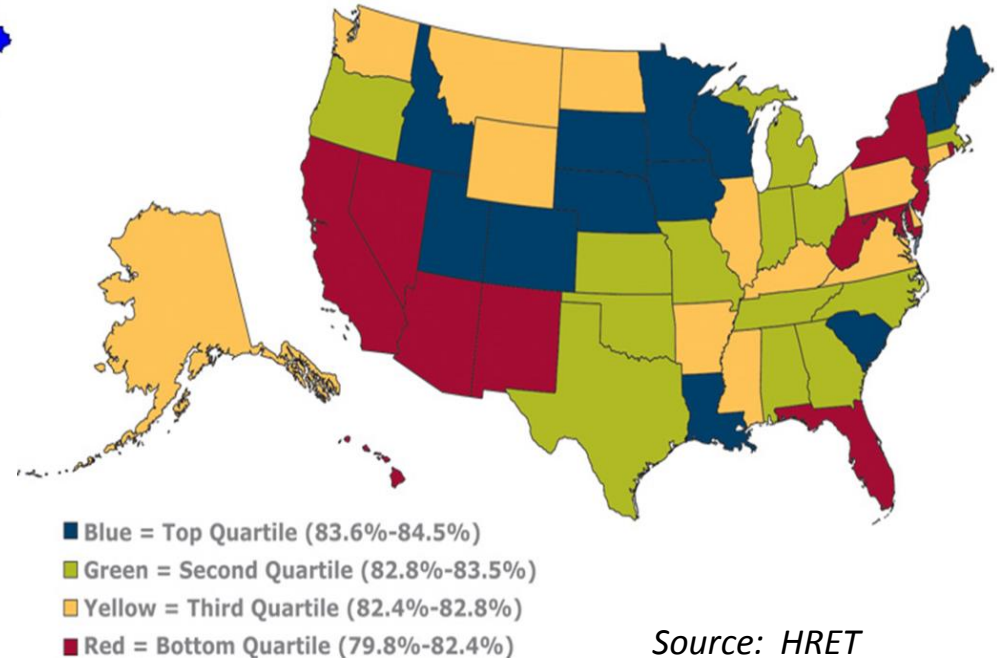 Blue = Top Quartile (83.6%-84.5%)
Green = Second Quartile (82.8%-83.5%)
Yellow = Third Quartile (82.4%-82.8%)
Red = Bottom Quartile (79.8%-82.4%)
Source: HRET